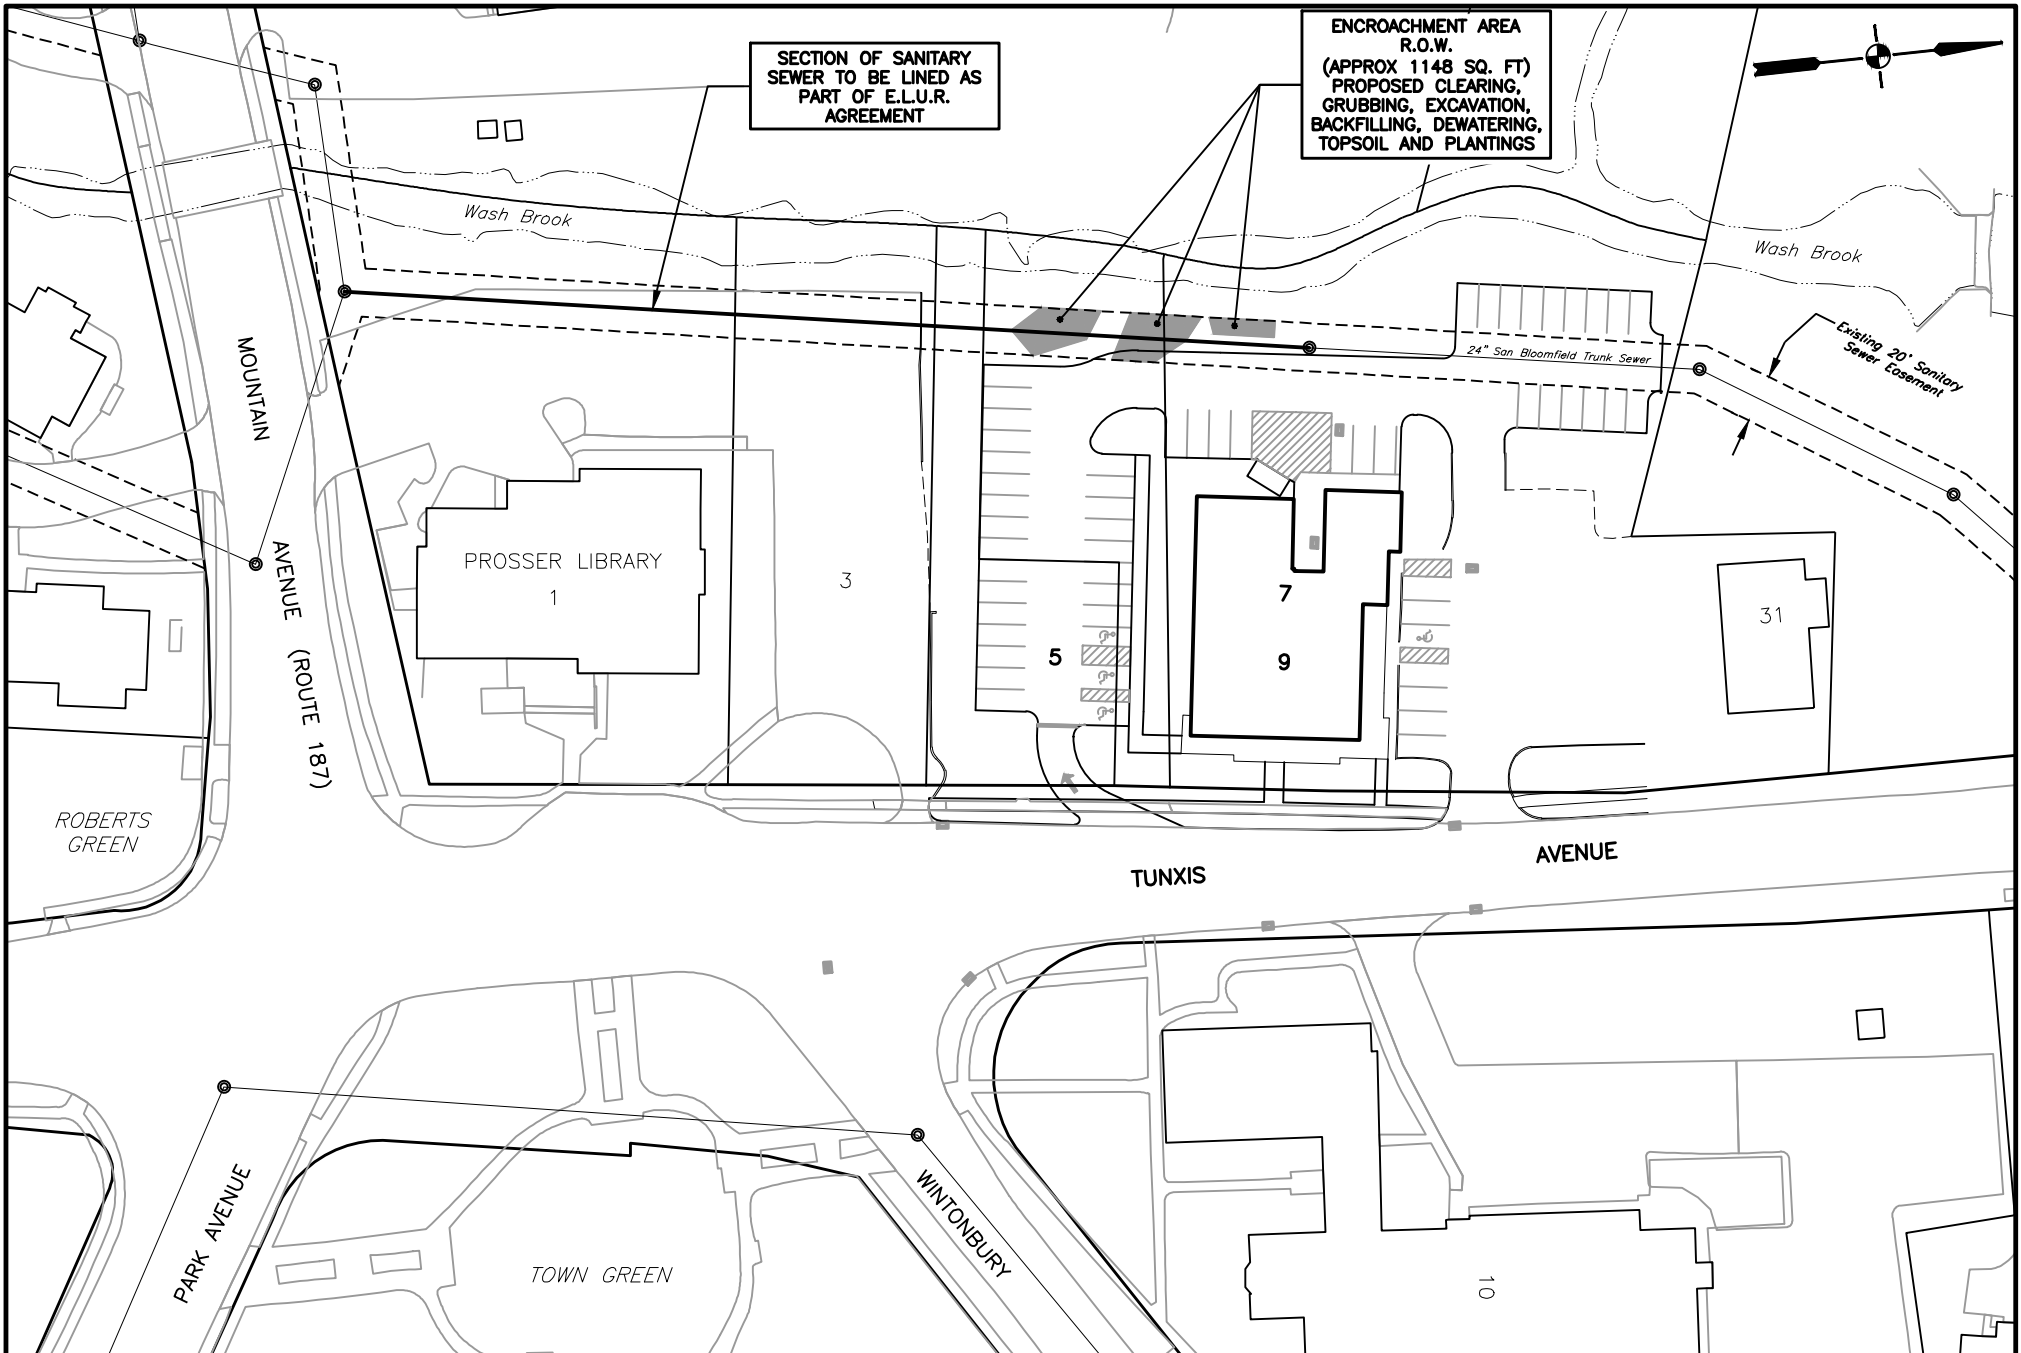 SECTION OF SANITARY
SEWER TO BE LINED AS
PART OF E.L.U.R.
AGREEMENT
ENCROACHMENT AREA
R.O.W.
(APPROX 1148 SQ. FT)
PROPOSED CLEARING,
GRUBBING, EXCAVATION,
BACKFILLING, DEWATERING,
TOPSOIL AND PLANTINGS
Wash Brook
Wash Brook
24" San Bloomfield Trunk Sewer
Existing 20' Sanitary
Sewer Easement
MOUNTAIN
AVENUE
(ROUTE 187)
PROSSER LIBRARY
1
3
5
7
9
31
ROBERTS
GREEN
TUNXIS
AVENUE
PARK AVENUE
TOWN GREEN
WINTONBURY
10